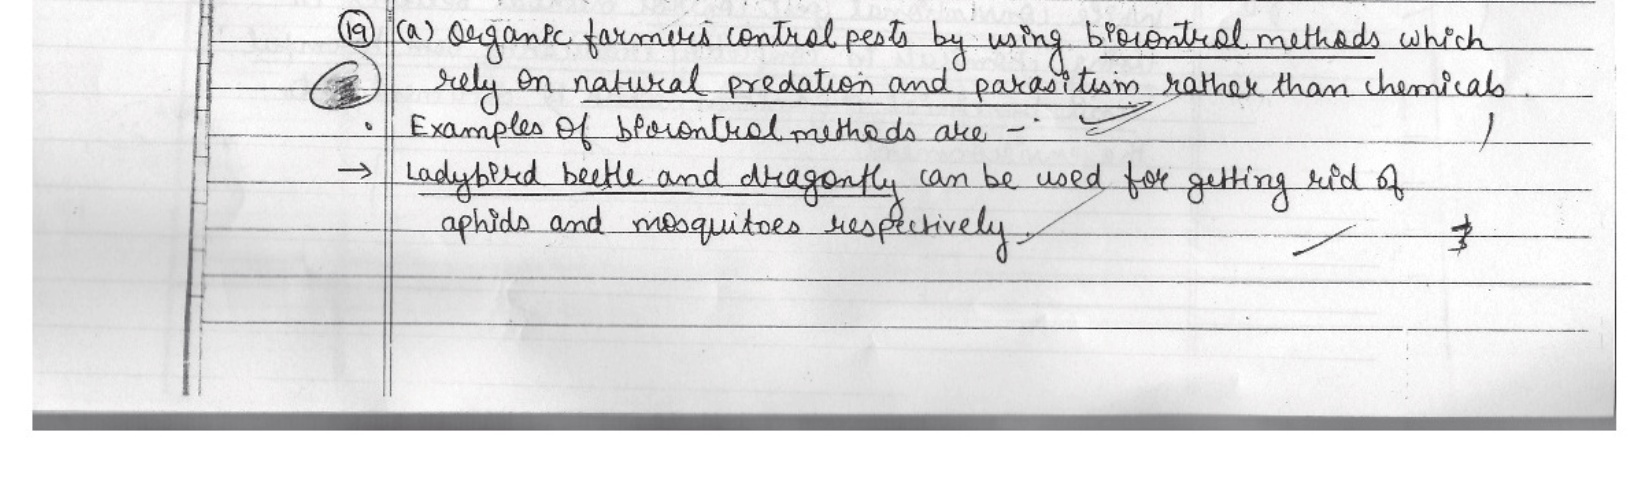 (19) (a) Organic farmers control pests by using biocontrol methods which
rely on natural predation and parasitism rather than chemicals.
• Examples of biocontrol methods are -:
→ Ladybird beetle and dragonfly can be used for getting rid of
aphids and mosquitoes respectively.